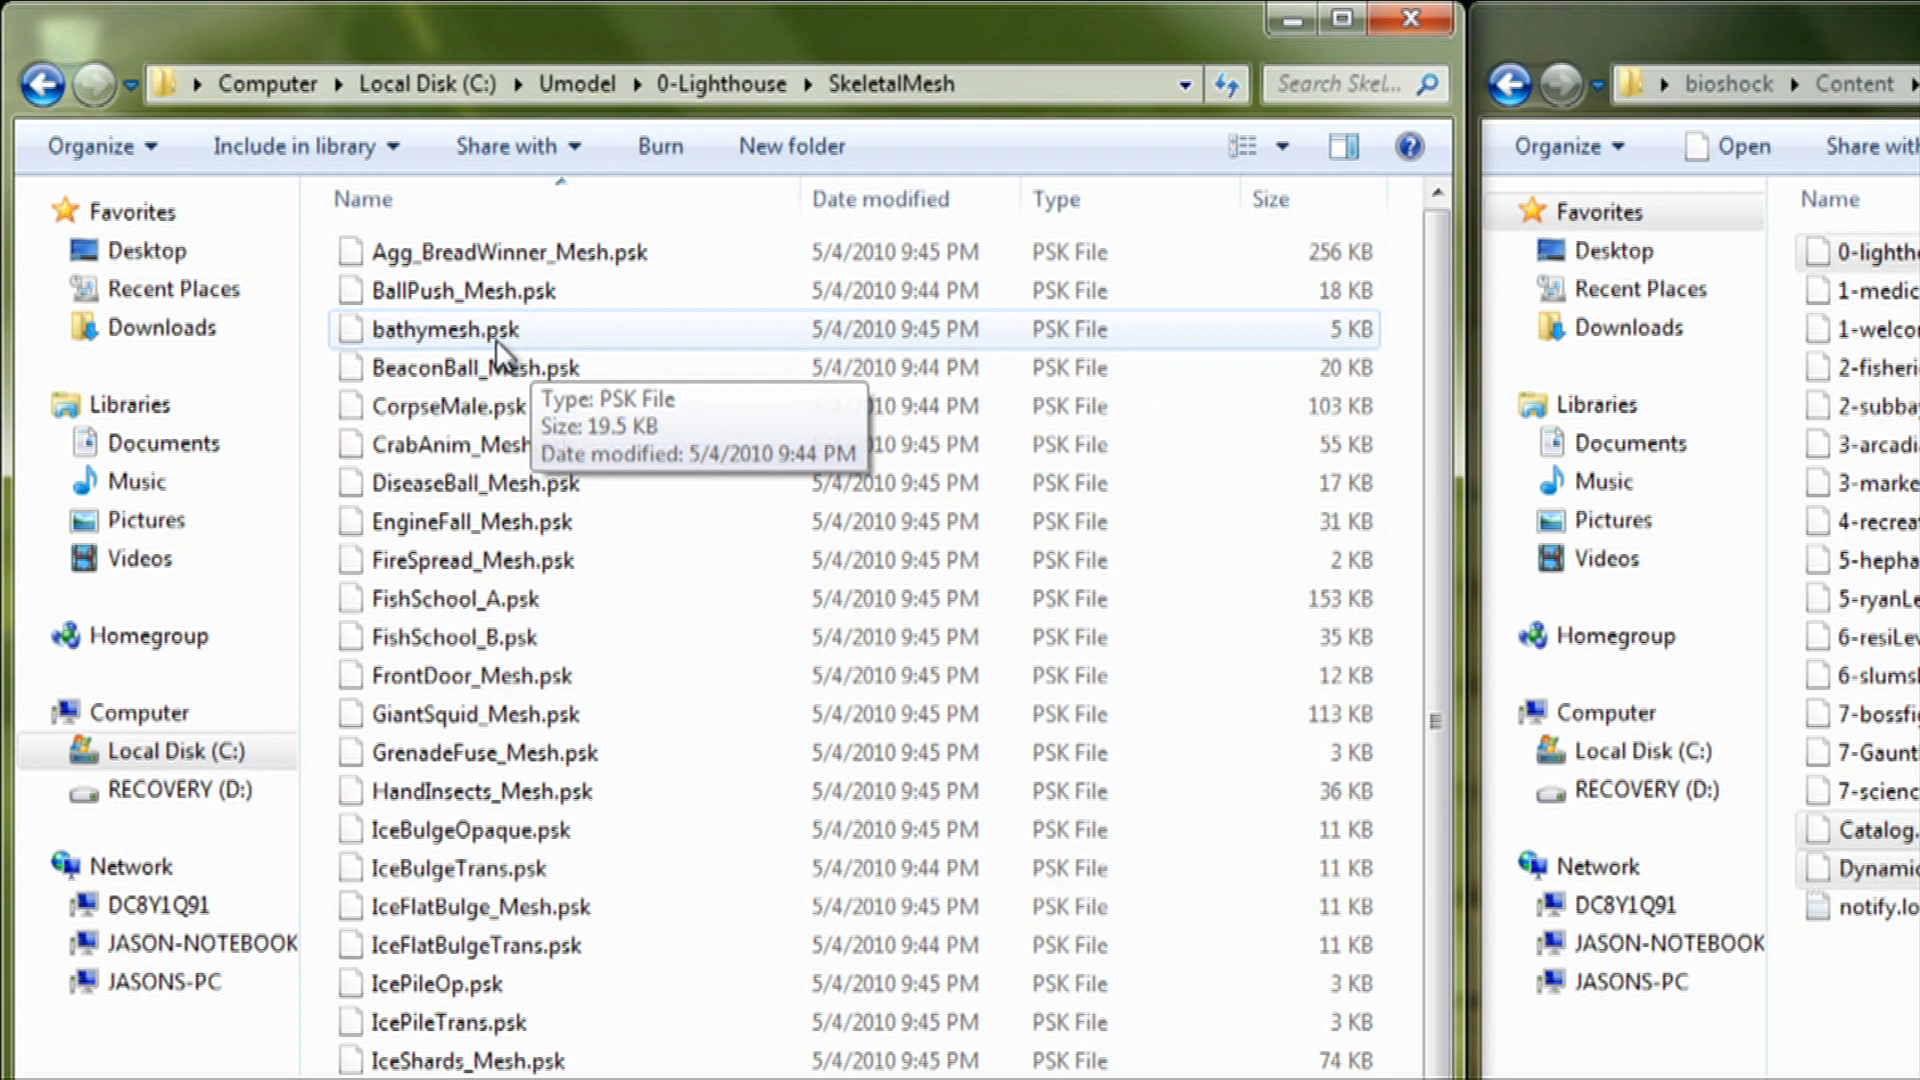 Computer Local Disk (C:) Umodel 0-Lighthouse SkeletalMesh
Search Skel...
Organize Include in library Share with Burn New folder
Name Date modified Type Size
Favorites
Desktop
Recent Places
Downloads
Libraries
Documents
Music
Pictures
Videos
Homegroup
Computer
Local Disk (C:)
RECOVERY (D:)
Network
DC8Y1Q91
JASON-NOTEBOOK
JASONS-PC
Agg_BreadWinner_Mesh.psk 5/4/2010 9:45 PM PSK File 256 KB
BallPush_Mesh.psk 5/4/2010 9:44 PM PSK File 18 KB
bathymesh.psk 5/4/2010 9:45 PM PSK File 5 KB
BeaconBall_Mesh.psk 5/4/2010 9:44 PM PSK File 20 KB
CorpseMale.psk 10 9:44 PM PSK File 103 KB
CrabAnim_Mesh 10 9:45 PM PSK File 55 KB
Type: PSK File
Size: 19.5 KB
Date modified: 5/4/2010 9:44 PM
DiseaseBall_Mesh.psk 5/4/2010 9:45 PM PSK File 17 KB
EngineFall_Mesh.psk 5/4/2010 9:45 PM PSK File 31 KB
FireSpread_Mesh.psk 5/4/2010 9:45 PM PSK File 2 KB
FishSchool_A.psk 5/4/2010 9:45 PM PSK File 153 KB
FishSchool_B.psk 5/4/2010 9:45 PM PSK File 35 KB
FrontDoor_Mesh.psk 5/4/2010 9:45 PM PSK File 12 KB
GiantSquid_Mesh.psk 5/4/2010 9:45 PM PSK File 113 KB
GrenadeFuse_Mesh.psk 5/4/2010 9:45 PM PSK File 3 KB
HandInsects_Mesh.psk 5/4/2010 9:45 PM PSK File 36 KB
IceBulgeOpaque.psk 5/4/2010 9:45 PM PSK File 11 KB
IceBulgeTrans.psk 5/4/2010 9:44 PM PSK File 11 KB
IceFlatBulge_Mesh.psk 5/4/2010 9:45 PM PSK File 11 KB
IceFlatBulgeTrans.psk 5/4/2010 9:44 PM PSK File 11 KB
IcePileOp.psk 5/4/2010 9:45 PM PSK File 3 KB
IcePileTrans.psk 5/4/2010 9:45 PM PSK File 3 KB
IceShards_Mesh.psk 5/4/2010 9:45 PM PSK File 74 KB
bioshock Content
Organize Open Share with
Name
Favorites
Desktop
Recent Places
Downloads
Libraries
Documents
Music
Pictures
Videos
Homegroup
Computer
Local Disk (C:)
RECOVERY (D:)
Network
DC8Y1Q91
JASON-NOTEBOOK
JASONS-PC
0-lightho
1-medic
1-welco
2-fisheri
2-subba
3-arcadi
3-marke
4-recrea
5-hepha
5-ryanLe
6-resiLev
6-slumsl
7-bossfi
7-Gaunt
7-scienc
Catalog.
Dynamic
notify.lo